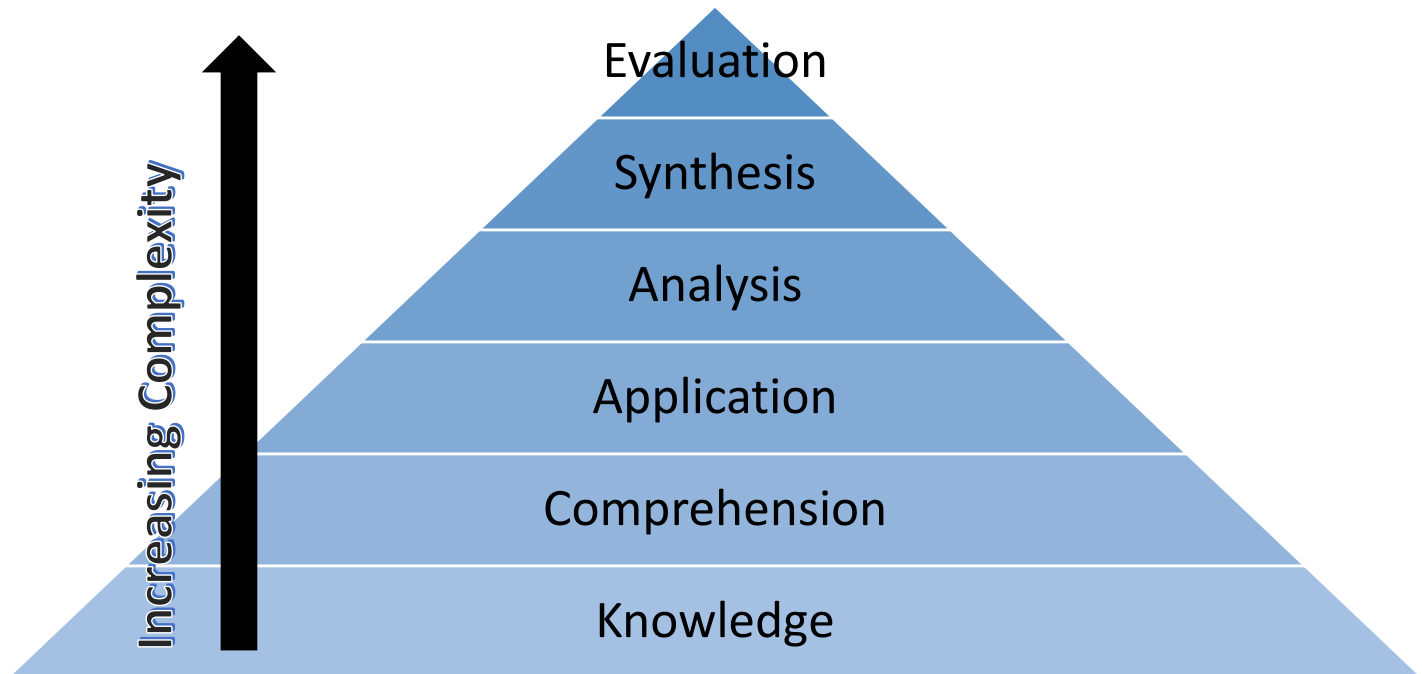 Evaluation
Synthesis
Analysis
Application
Comprehension
Knowledge
Increasing Complexity